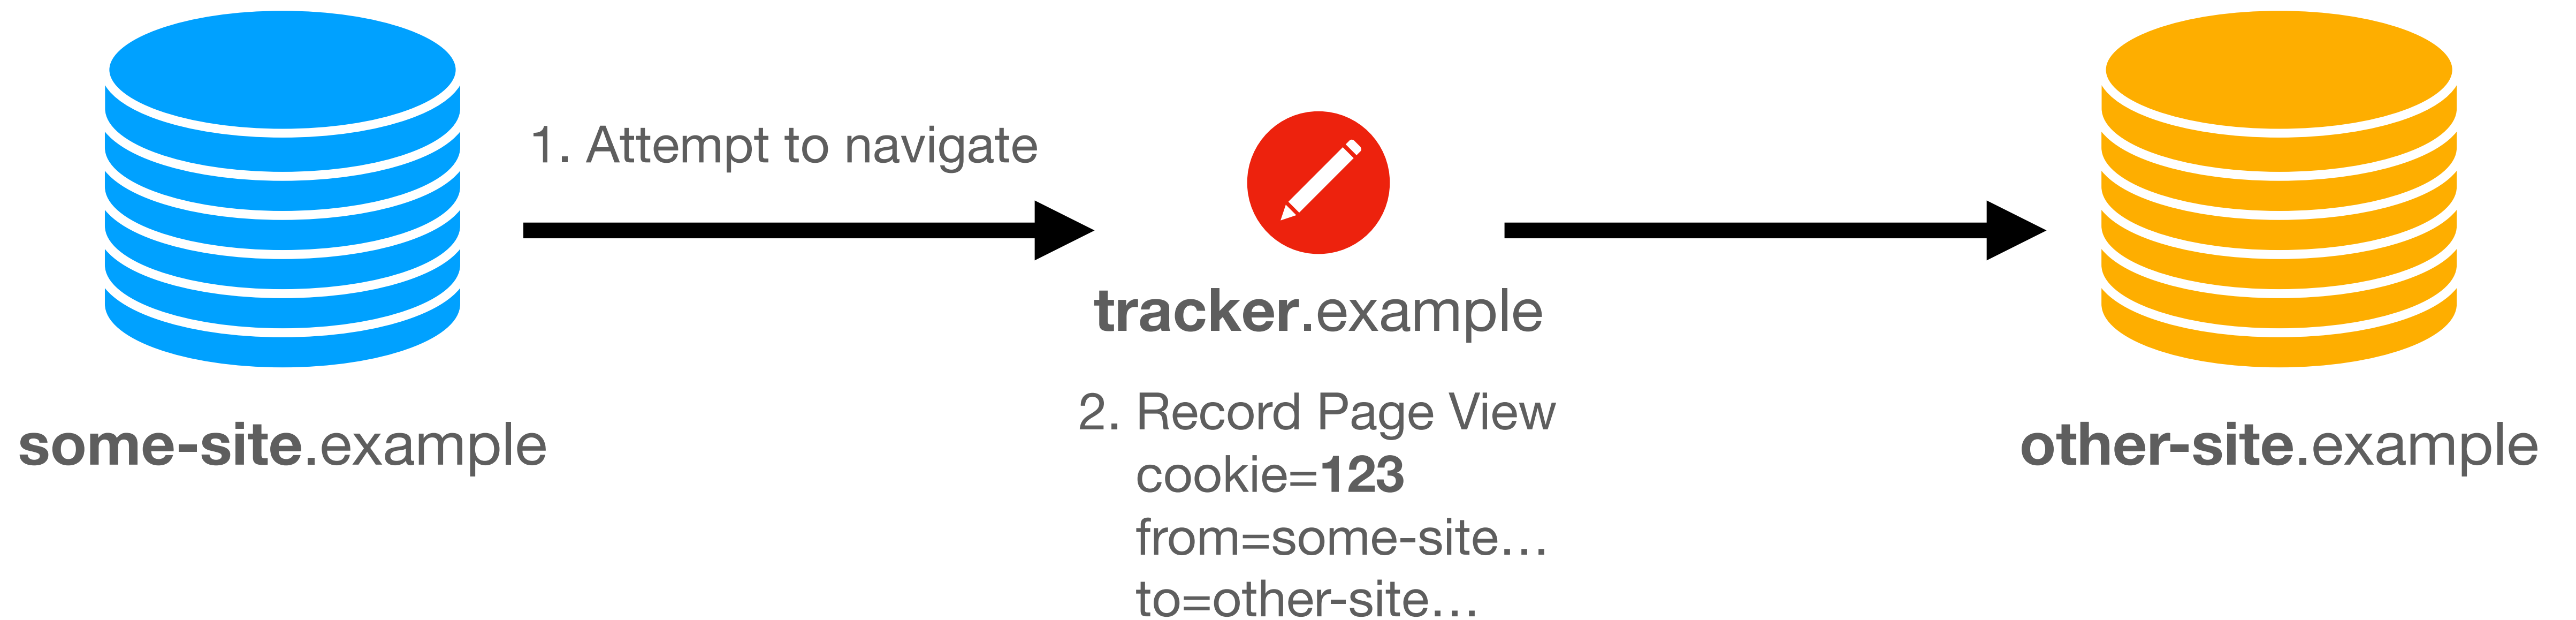 1. Attempt to navigate
some-site.example
tracker.example
2. Record Page View
cookie=123
from=some-site…
to=other-site…
other-site.example